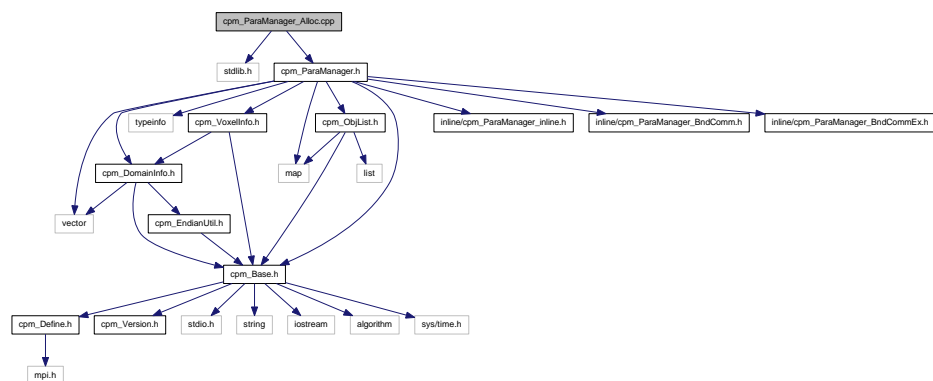 cpm_ParaManager_Alloc.cpp
stdlib.h
cpm_ParaManager.h
typeinfo
cpm_VoxelInfo.h
cpm_ObjList.h
inline/cpm_ParaManager_inline.h
inline/cpm_ParaManager_BndComm.h
inline/cpm_ParaManager_BndCommEx.h
cpm_DomainInfo.h
map
list
vector
cpm_EndianUtil.h
cpm_Base.h
cpm_Define.h
cpm_Version.h
stdio.h
string
iostream
algorithm
sys/time.h
mpi.h